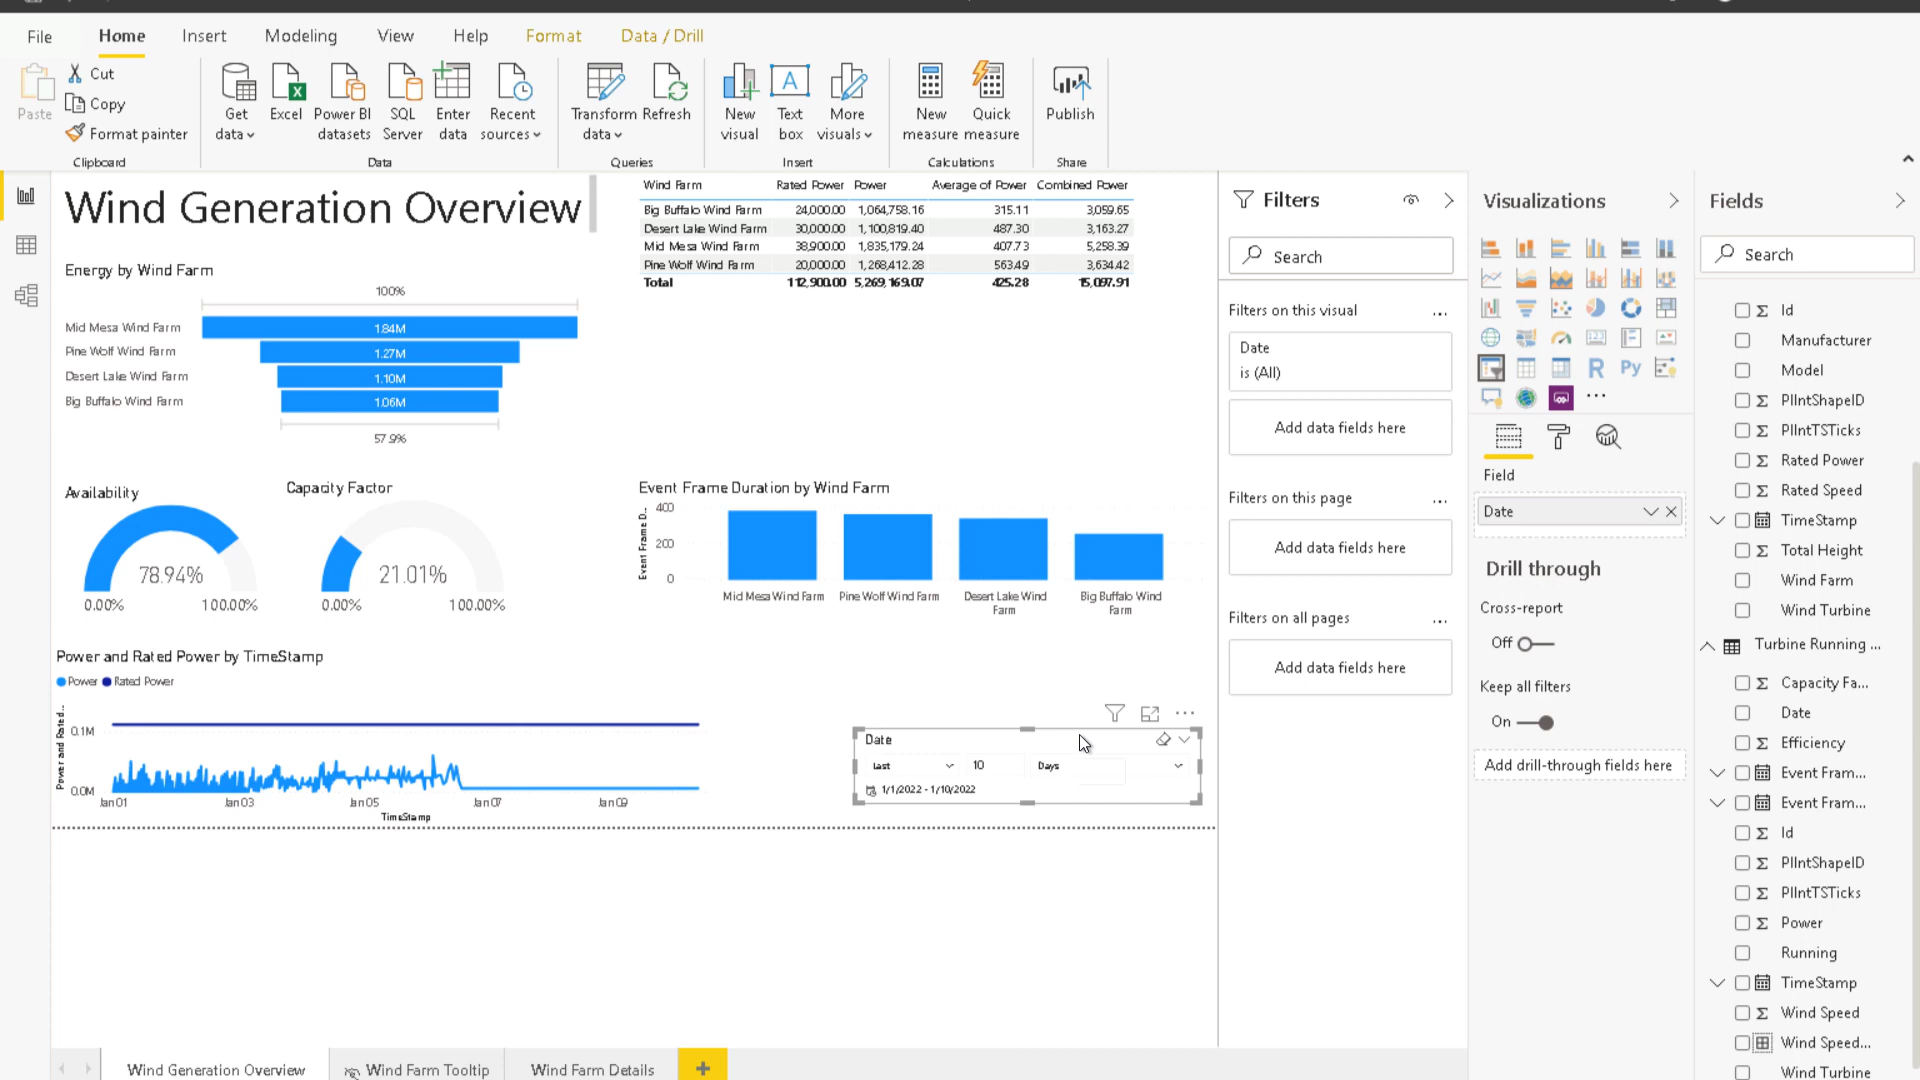 File Home Insert Modeling View Help Format Data / Drill
Paste Cut Copy Format painter
Clipboard
Get data Excel Power BI datasets SQL Server Enter data Recent sources
Data
Transform data Refresh
Queries
New visual Text box More visuals
Insert
New measure Quick measure
Calculations
Publish
Share
Wind Generation Overview
Wind Farm Rated Power Power Average of Power Combined Power
Big Buffalo Wind Farm 24,000.00 1,064,758.16 315.11 3,059.65
Desert Lake Wind Farm 30,000.00 1,100,819.40 487.30 3,163.27
Mid Mesa Wind Farm 38,900.00 1,835,179.24 407.73 5,258.39
Pine Wolf Wind Farm 20,000.00 1,268,412.28 563.49 3,634.42
Total 112,900.00 5,269,169.07 425.28 15,097.91
Energy by Wind Farm
100%
Mid Mesa Wind Farm 1.84M
Pine Wolf Wind Farm 1.27M
Desert Lake Wind Farm 1.10M
Big Buffalo Wind Farm 1.06M
57.9%
Availability
78.94%
0.00% 100.00%
Capacity Factor
21.01%
0.00% 100.00%
Event Frame Duration by Wind Farm
Event Frame D...
400
200
0
Mid Mesa Wind Farm Pine Wolf Wind Farm Desert Lake Wind Farm Big Buffalo Wind Farm
Power and Rated Power by TimeStamp
Power Rated Power
Power and Rated...
0.1M
0.0M
Jan 01 Jan 03 Jan 05 Jan 07 Jan 09
TimeStamp
Date
Last 10 Days
1/1/2022 - 1/10/2022
Wind Generation Overview Wind Farm Tooltip Wind Farm Details +
Filters
Search
Filters on this visual ...
Date
is (All)
Add data fields here
Filters on this page ...
Add data fields here
Filters on all pages ...
Add data fields here
Visualizations
R Py
...
Field
Date
Drill through
Cross-report
Off
Keep all filters
On
Add drill-through fields here
Fields
Search
Σ Id
Manufacturer
Model
Σ PIIntShapeID
Σ PIIntTSTicks
Σ Rated Power
Σ Rated Speed
TimeStamp
Σ Total Height
Wind Farm
Wind Turbine
Turbine Running ...
Σ Capacity Fa...
Date
Σ Efficiency
Event Fram...
Event Fram...
Σ Id
Σ PIIntShapeID
Σ PIIntTSTicks
Σ Power
Running
TimeStamp
Σ Wind Speed
Wind Speed...
Wind Turbine